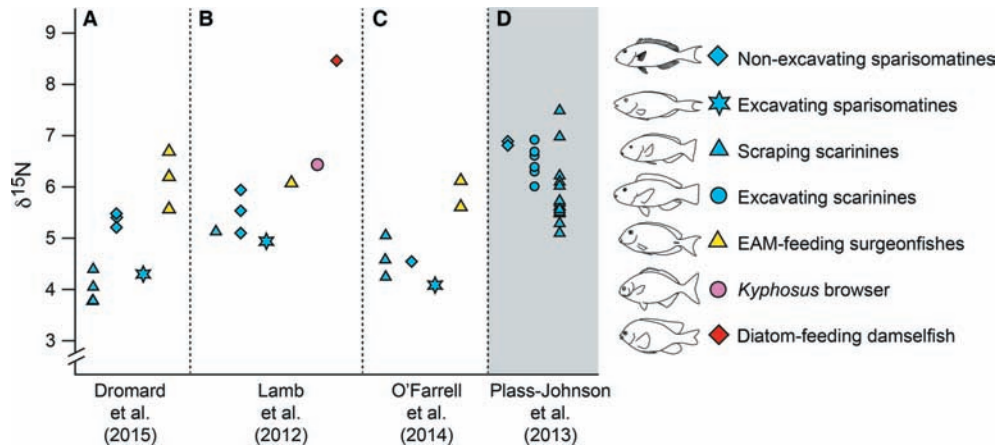 A
B
C
D
9
8
7
6
5
4
3
δ15N
Dromard
et al.
(2015)
Lamb
et al.
(2012)
O'Farrell
et al.
(2014)
Plass-Johnson
et al.
(2013)
Non-excavating sparisomatines
Excavating sparisomatines
Scraping scarinines
Excavating scarinines
EAM-feeding surgeonfishes
Kyphosus browser
Diatom-feeding damselfish